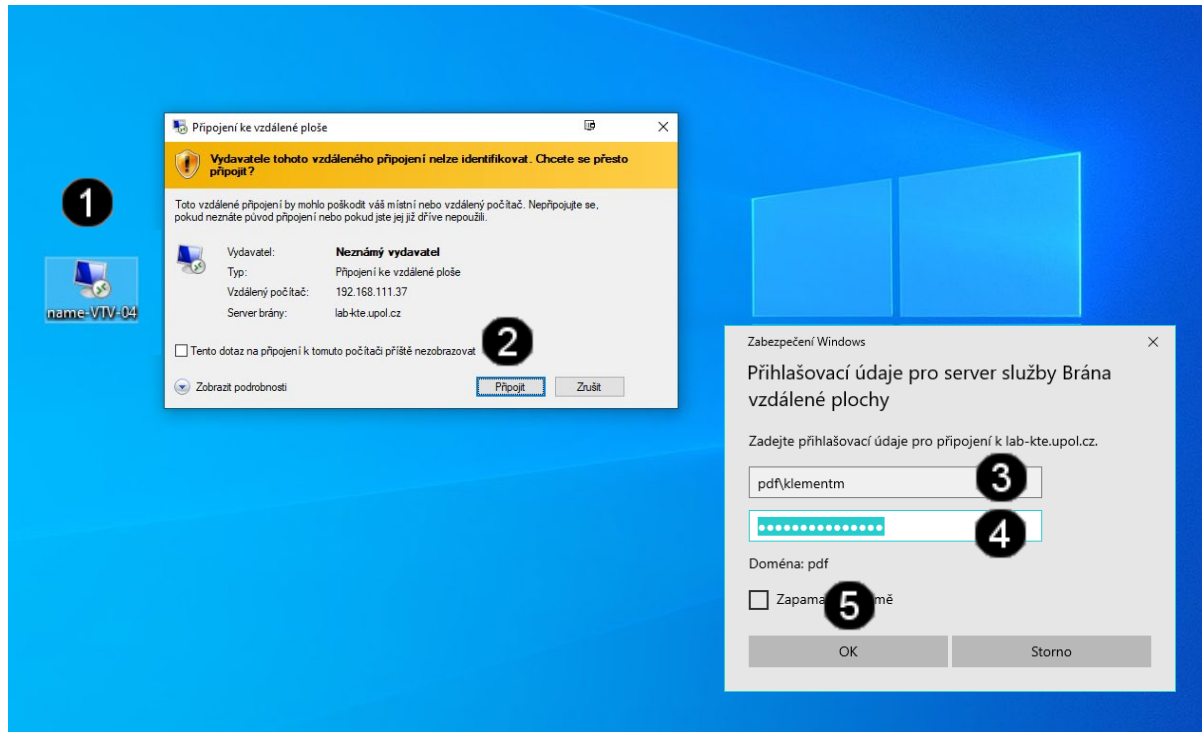 1
name-VTV-04
Připojení ke vzdálené ploše
Vydavatele tohoto vzdáleného připojení nelze identifikovat. Chcete se přesto
připojit?
Toto vzdálené připojení by mohlo poškodit váš místní nebo vzdálený počítač. Nepřipojujte se,
pokud neznáte původ připojení nebo pokud jste jej již dříve nepoužili.
Vydavatel: Neznámý vydavatel
Typ: Připojení ke vzdálené ploše
Vzdálený počítač: 192.168.111.37
Server brány: lab-kte.upol.cz
2
Tento dotaz na připojení k tomuto počítači příště nezobrazovat
Zobrazit podrobnosti
Připojit Zrušit
Zabezpečení Windows
Přihlašovací údaje pro server služby Brána
vzdálené plochy
Zadejte přihlašovací údaje pro připojení k lab-kte.upol.cz.
pdf\klementm 3
4
Doména: pdf
5
OK Storno